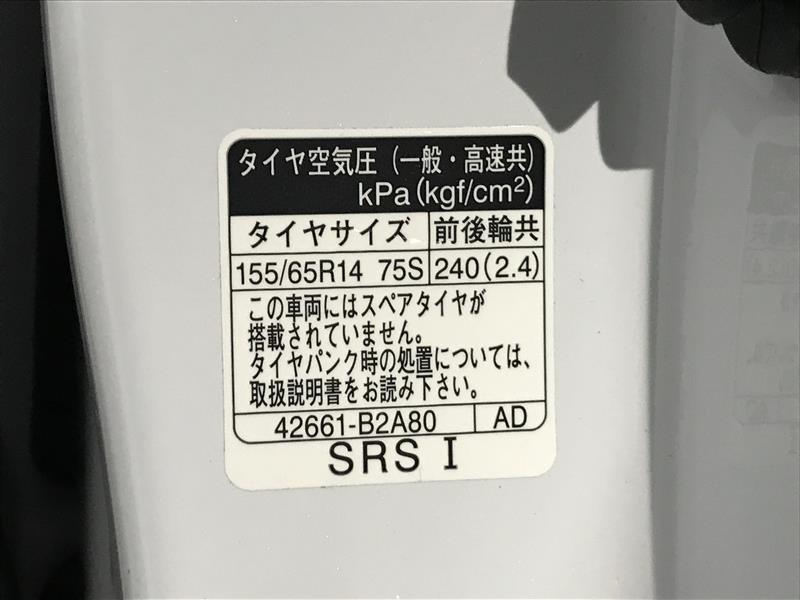 タイヤ空気圧（一般・高速共）
kPa(kgf/cm²)
タイヤサイズ 前後輪共
155/65R14 75S 240(2.4)
この車両にはスペアタイヤが
搭載されていません。
タイヤパンク時の処置については、
取扱説明書をお読み下さい。
42661-B2A80 AD
SRS I